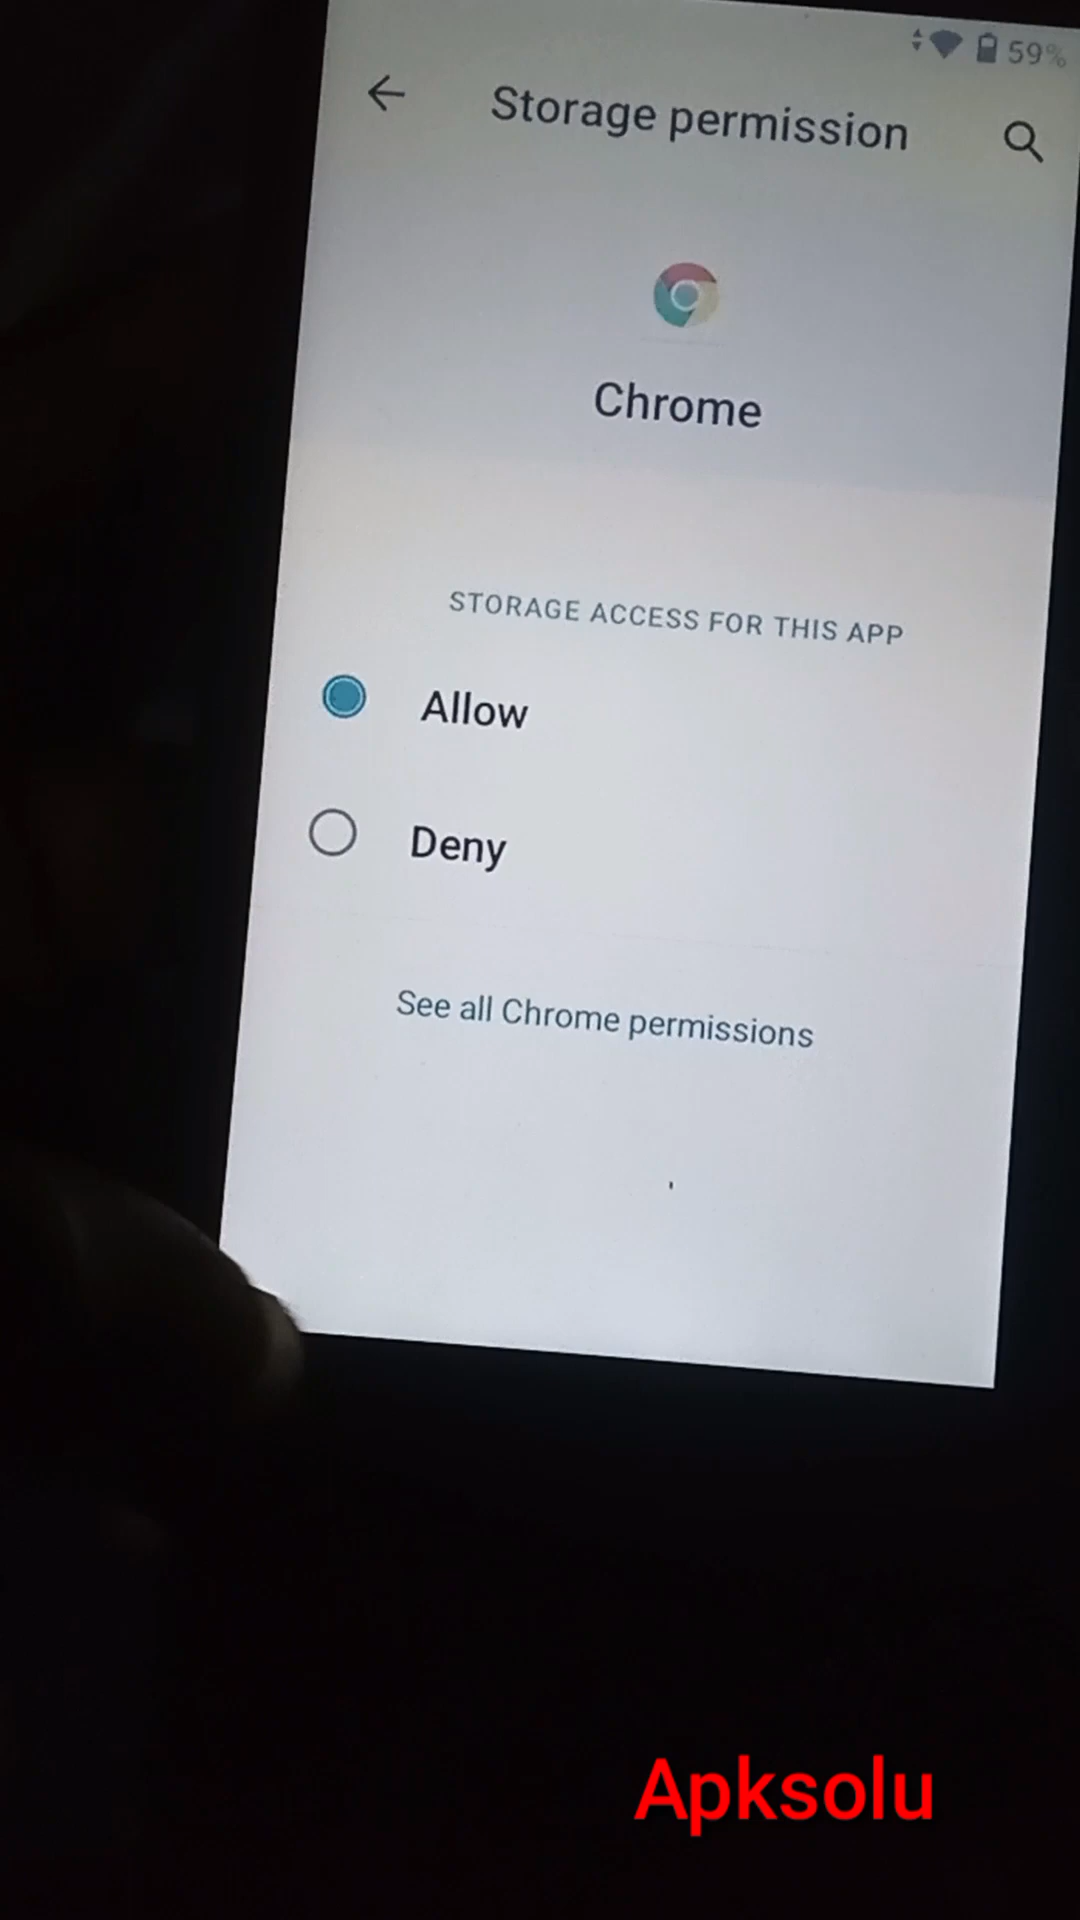 59%
Storage permission
Chrome
STORAGE ACCESS FOR THIS APP
Allow
Deny
See all Chrome permissions
Apksolu